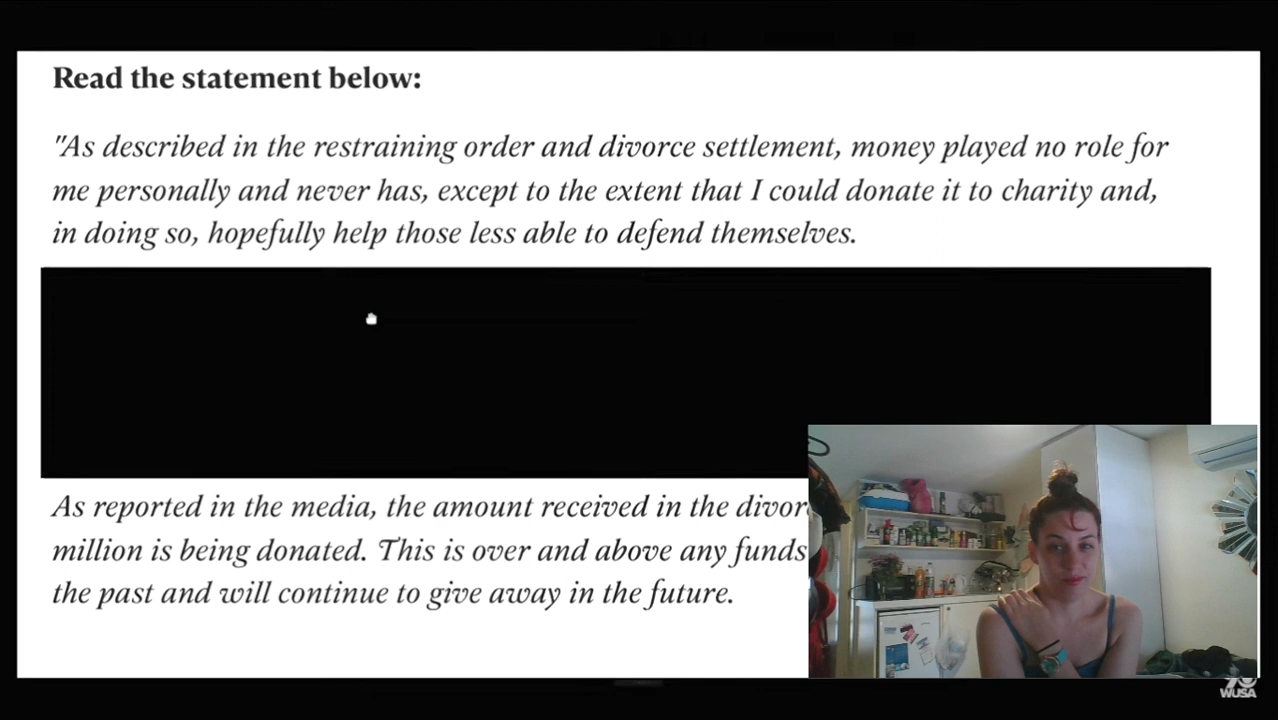 Read the statement below:
"As described in the restraining order and divorce settlement, money played no role for
me personally and never has, except to the extent that I could donate it to charity and,
in doing so, hopefully help those less able to defend themselves.
As reported in the media, the amount received in the divor
million is being donated. This is over and above any funds
the past and will continue to give away in the future.
WUSA